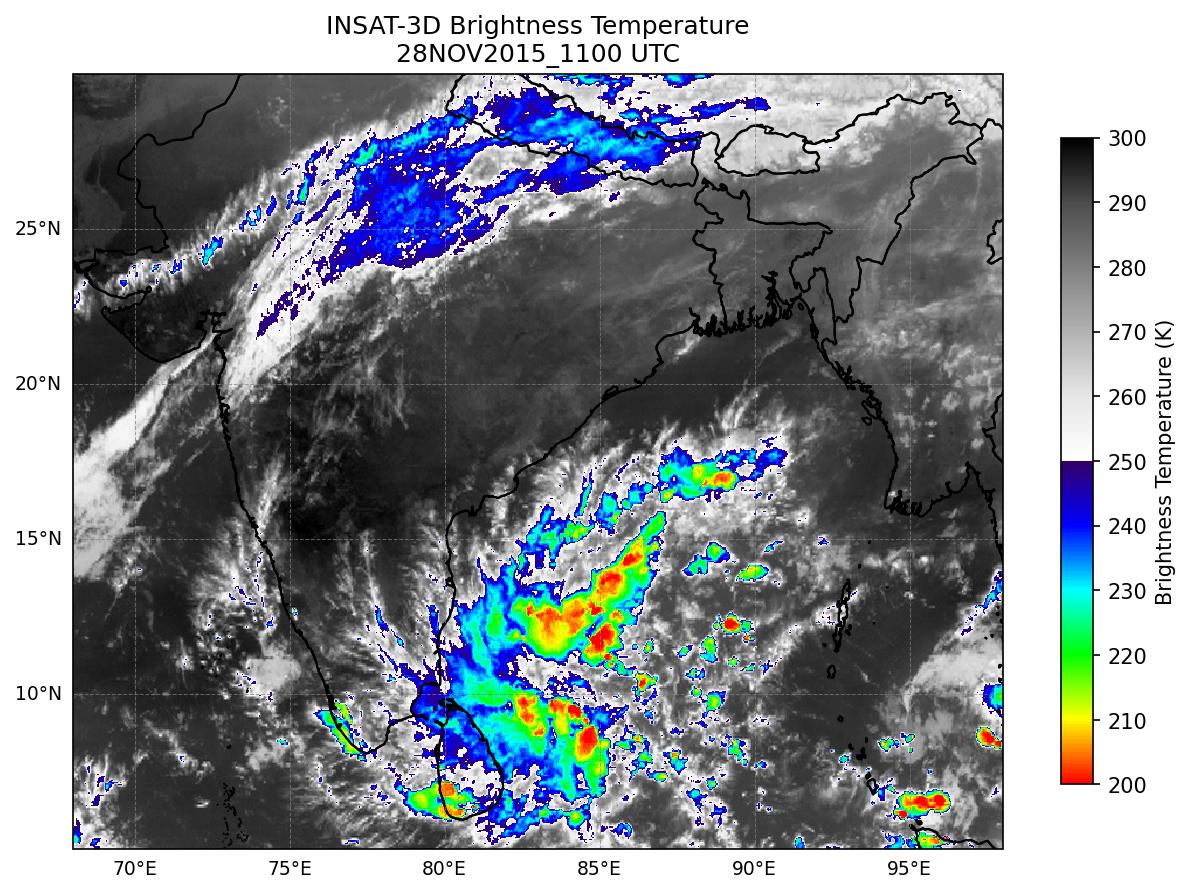 INSAT-3D Brightness Temperature
28NOV2015_1100 UTC
25°N
20°N
15°N
10°N
70°E
75°E
80°E
85°E
90°E
95°E
300
290
280
270
260
250
240
230
220
210
200
Brightness Temperature (K)